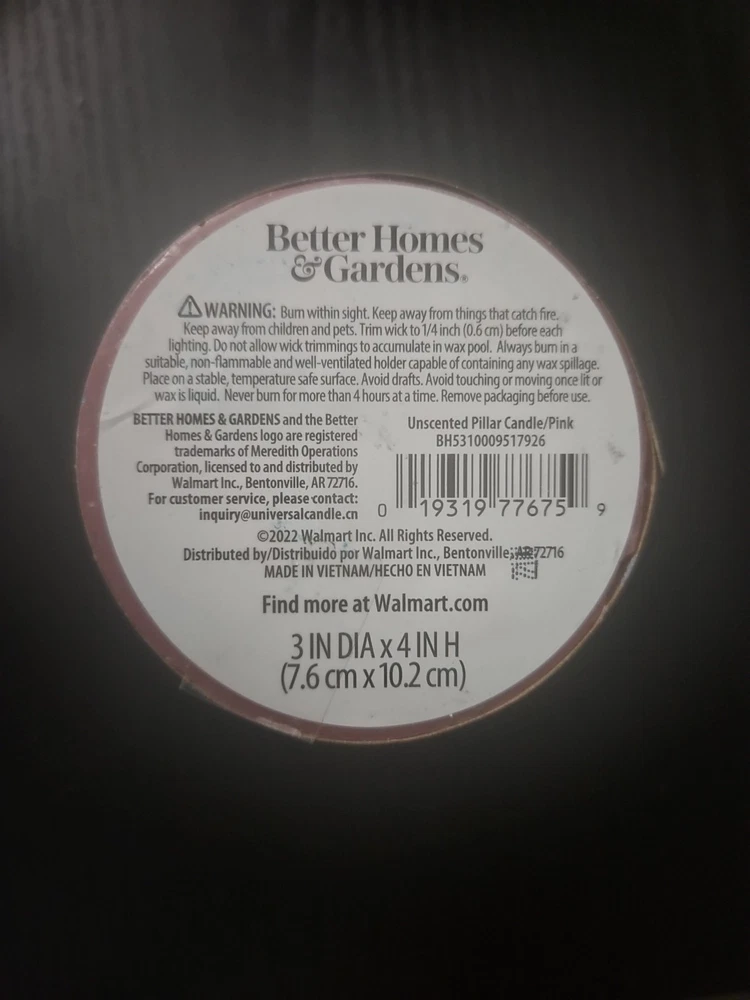 Better Homes
&Gardens®
⚠ WARNING: Burn within sight. Keep away from things that catch fire.
Keep away from children and pets. Trim wick to 1/4 inch (0.6 cm) before each
lighting. Do not allow wick trimmings to accumulate in wax pool. Always burn in a
suitable, non-flammable and well-ventilated holder capable of containing any wax spillage.
Place on a stable, temperature safe surface. Avoid drafts. Avoid touching or moving once lit or
wax is liquid. Never burn for more than 4 hours at a time. Remove packaging before use.
BETTER HOMES & GARDENS and the Better
Homes & Gardens logo are registered
trademarks of Meredith Operations
Corporation, licensed to and distributed by
Walmart Inc., Bentonville, AR 72716.
For customer service, please contact:
inquiry@universalcandle.cn
Unscented Pillar Candle/Pink
BH5310009517926
0 19319 77675 9
©2022 Walmart Inc. All Rights Reserved.
Distributed by/Distribuido por Walmart Inc., Bentonville, AR 72716
MADE IN VIETNAM/HECHO EN VIETNAM
Find more at Walmart.com
3 IN DIA x 4 IN H
(7.6 cm x 10.2 cm)